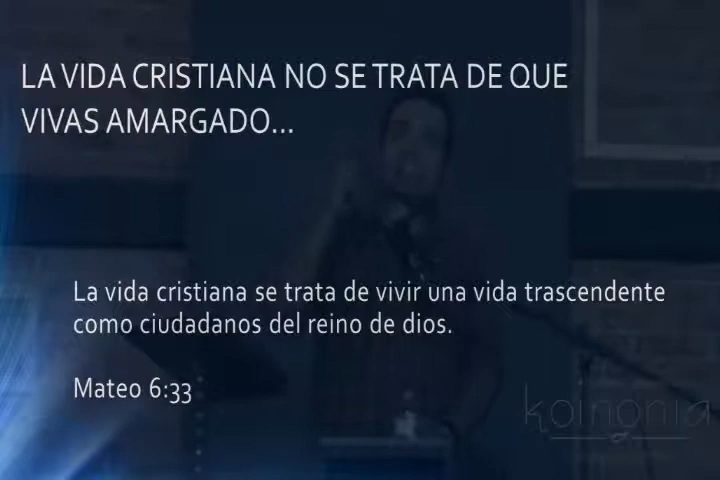 LA VIDA CRISTIANA NO SE TRATA DE QUE
VIVAS AMARGADO...
La vida cristiana se trata de vivir una vida trascendente
como ciudadanos del reino de dios.
Mateo 6:33
koinonia